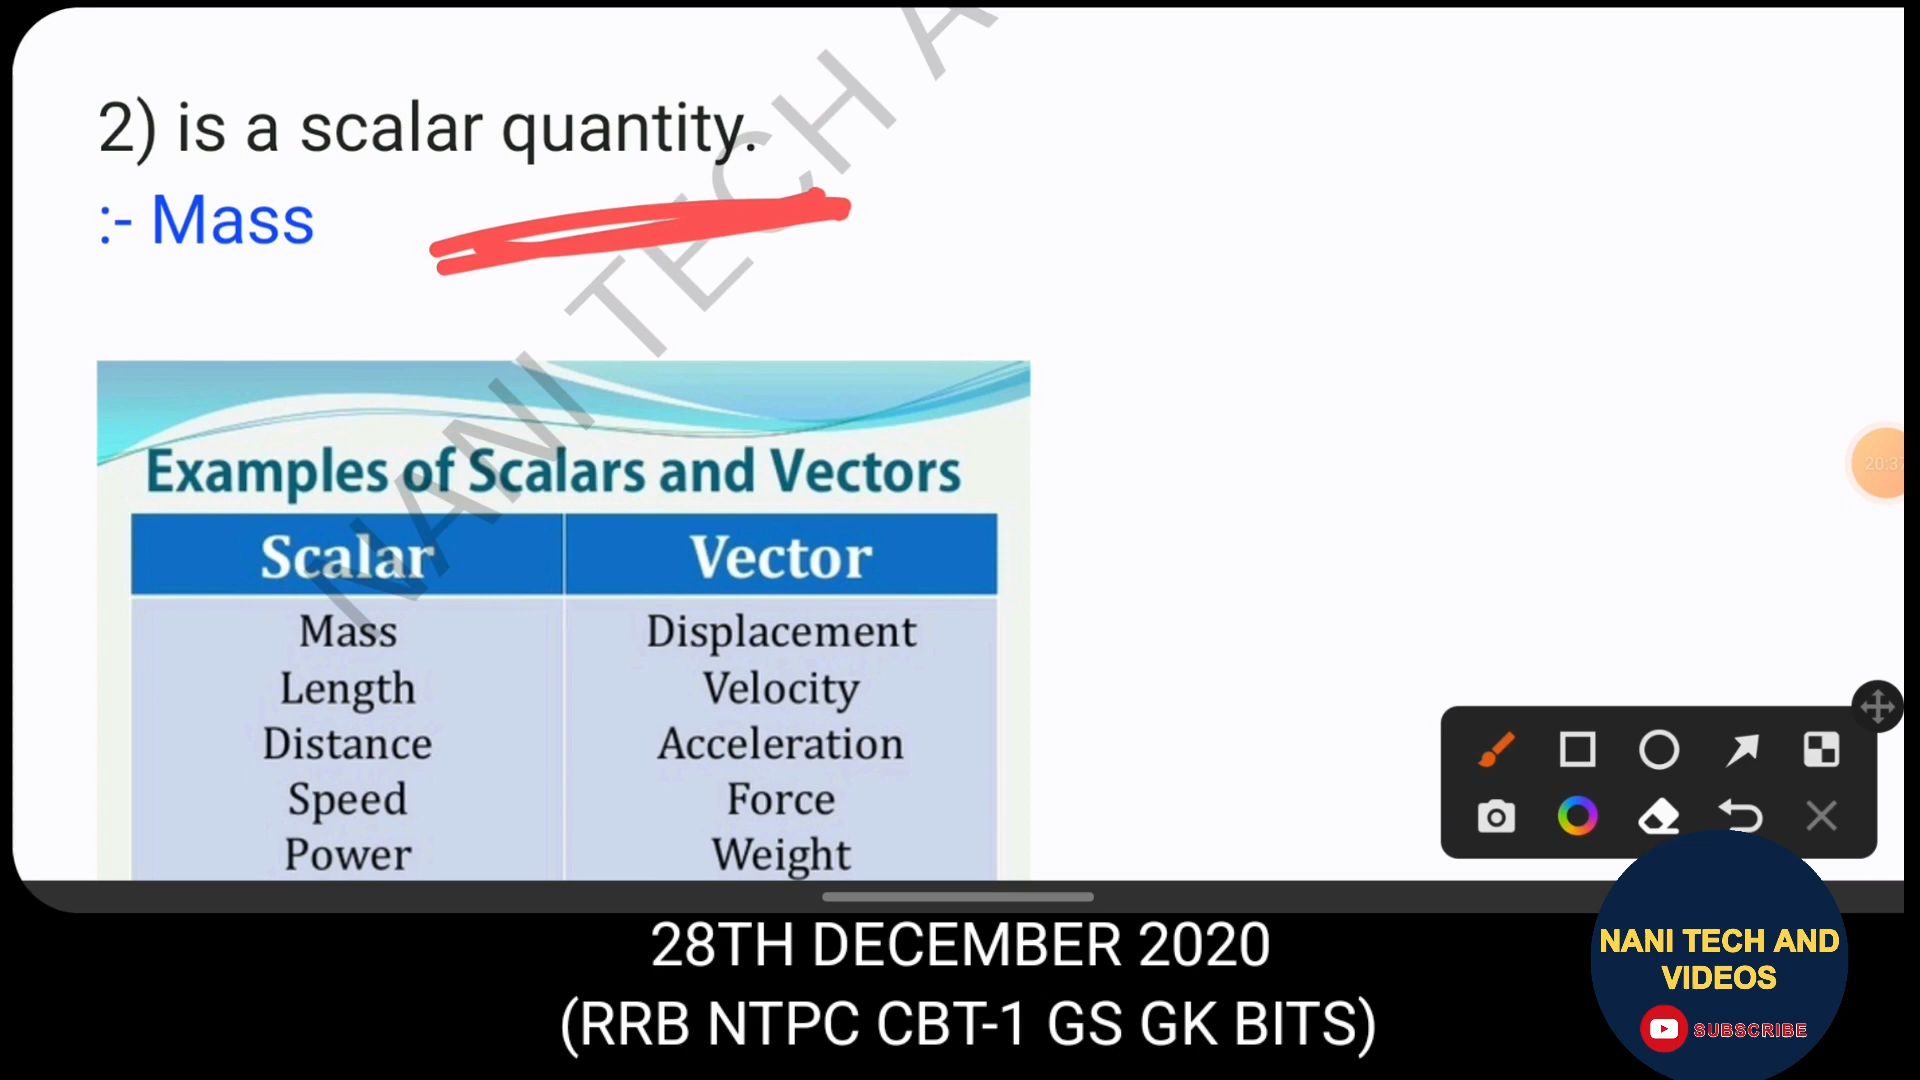 2) is a scalar quantity.
:- Mass
NANI TECH A
Examples of Scalars and Vectors
Scalar Vector
Mass Displacement
Length Velocity
Distance Acceleration
Speed Force
Power Weight
20:37
28TH DECEMBER 2020
(RRB NTPC CBT-1 GS GK BITS)
NANI TECH AND
VIDEOS
SUBSCRIBE